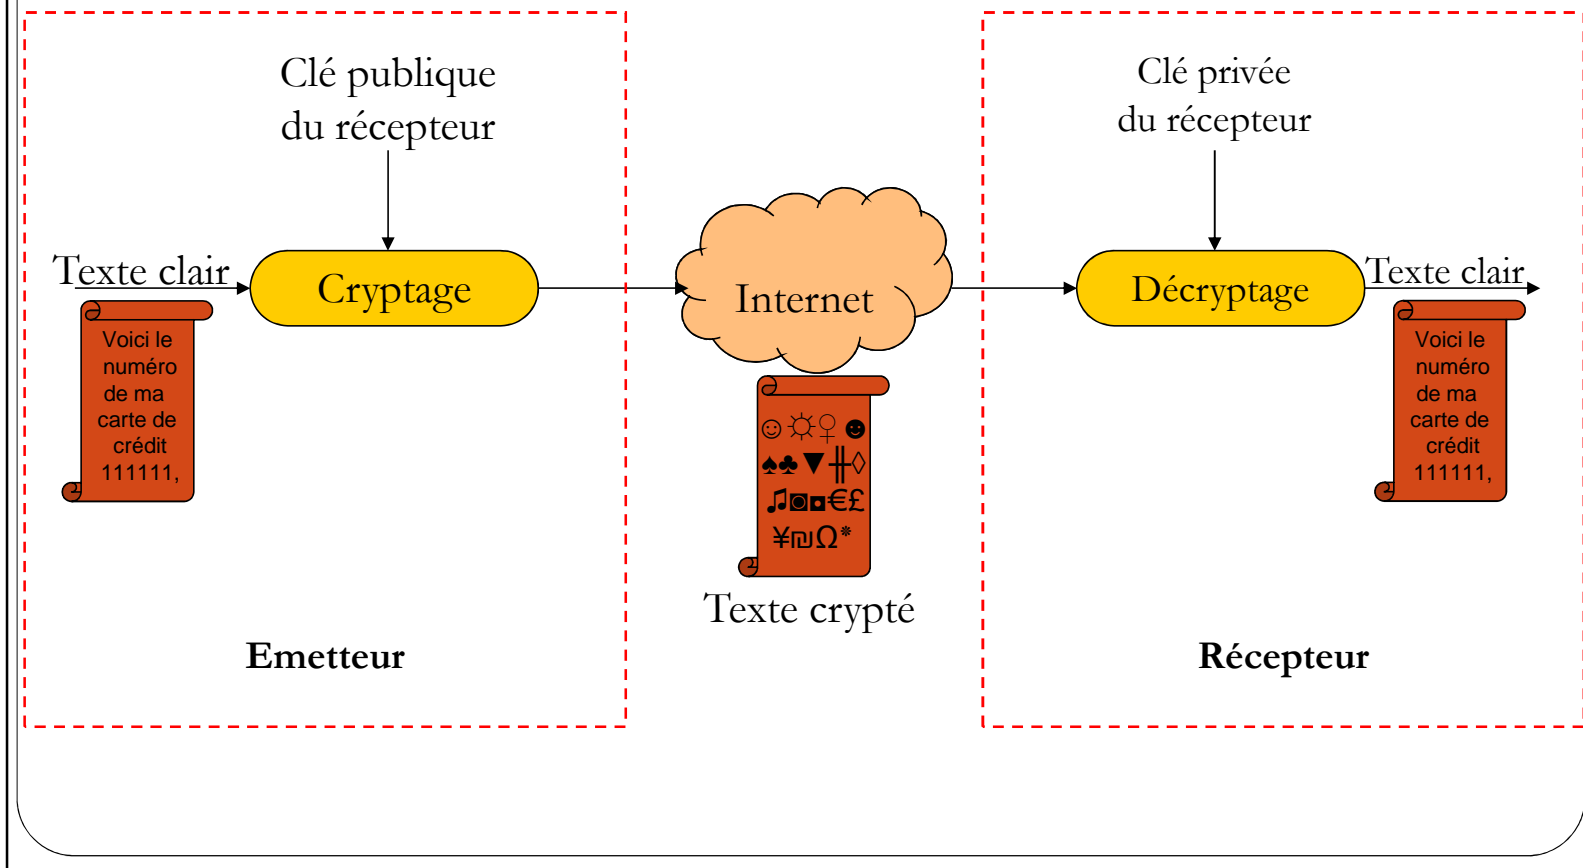 Clé publique
du récepteur
Clé privée
du récepteur
Texte clair
Cryptage
Internet
Décryptage
Texte clair
Voici le
numéro
de ma
carte de
crédit
111111,
☺☼♀☻
♠♣▼╫◊
♫◙◘€£
¥₪Ω*
Voici le
numéro
de ma
carte de
crédit
111111,
Texte crypté
Emetteur
Récepteur